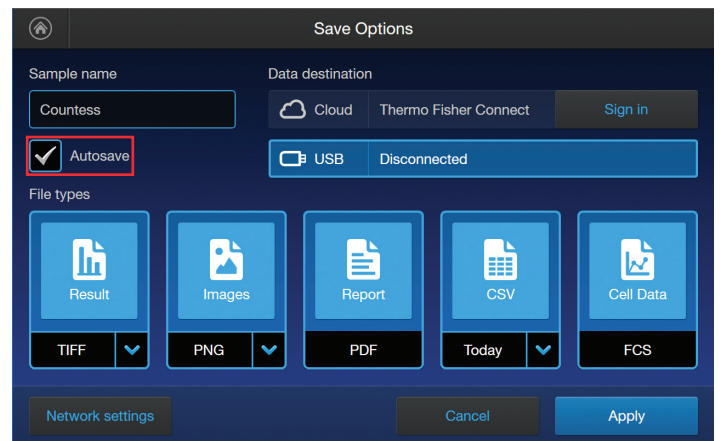 Save Options
Sample name
Data destination
Countess
Cloud
Thermo Fisher Connect
Sign in
Autosave
USB
Disconnected
File types
Result
Images
Report
CSV
Cell Data
TIFF
PNG
PDF
Today
FCS
Network settings
Cancel
Apply